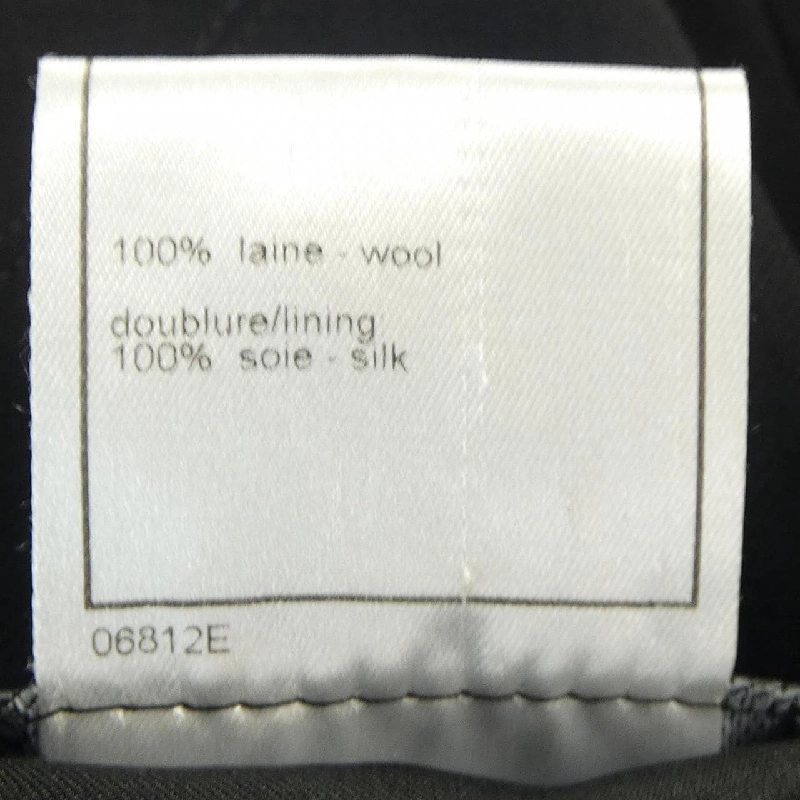 100% laine - wool
doublure/lining
100% soie - silk
06812E